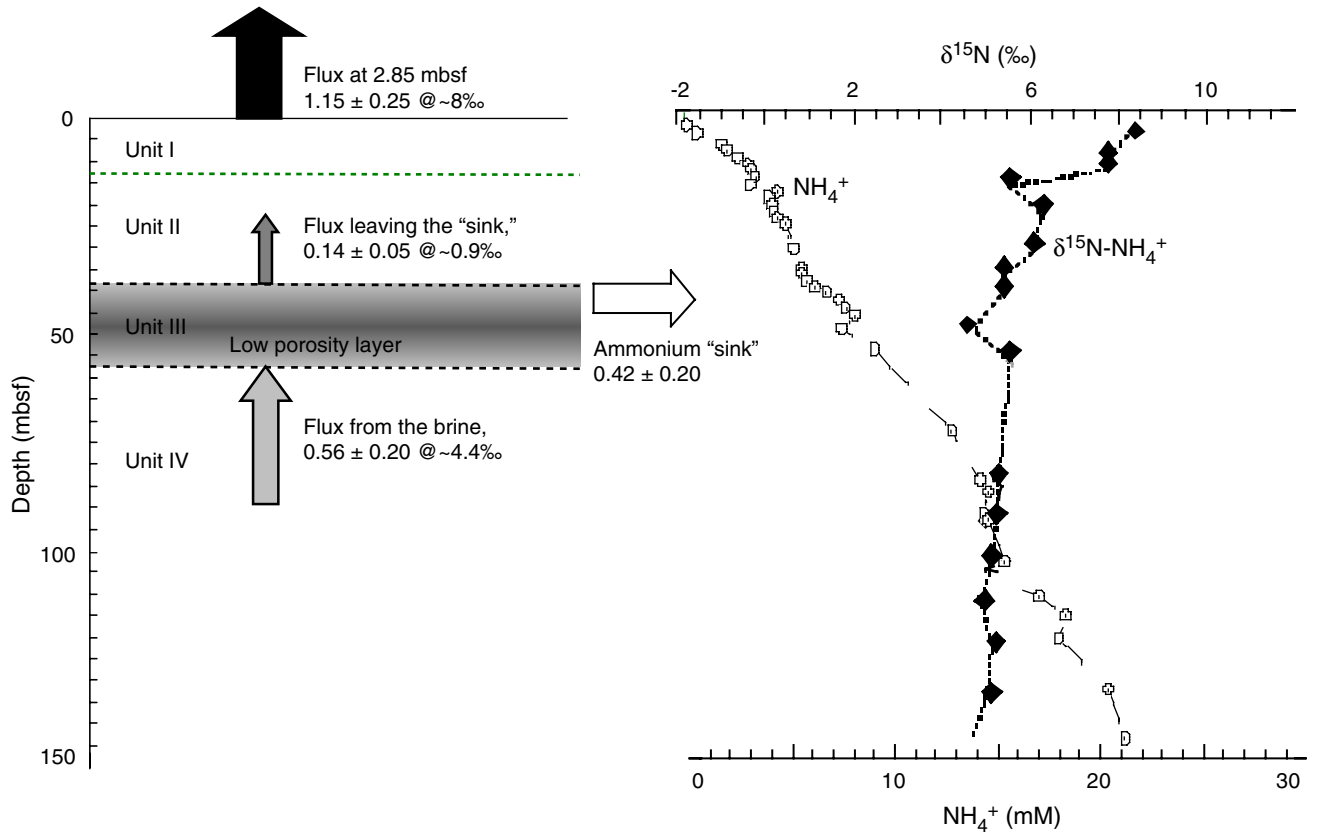 Flux at 2.85 mbsf
1.15 ± 0.25 @~8‰
0
Unit I
Unit II
Flux leaving the “sink,”
0.14 ± 0.05 @~0.9‰
Unit III
50
Low porosity layer
Ammonium “sink”
0.42 ± 0.20
Flux from the brine,
0.56 ± 0.20 @~4.4‰
Unit IV
Depth (mbsf)
100
150
δ¹⁵N (‰)
-2 2 6 10
NH₄⁺
δ¹⁵N-NH₄⁺
0 10 20 30
NH₄⁺ (mM)